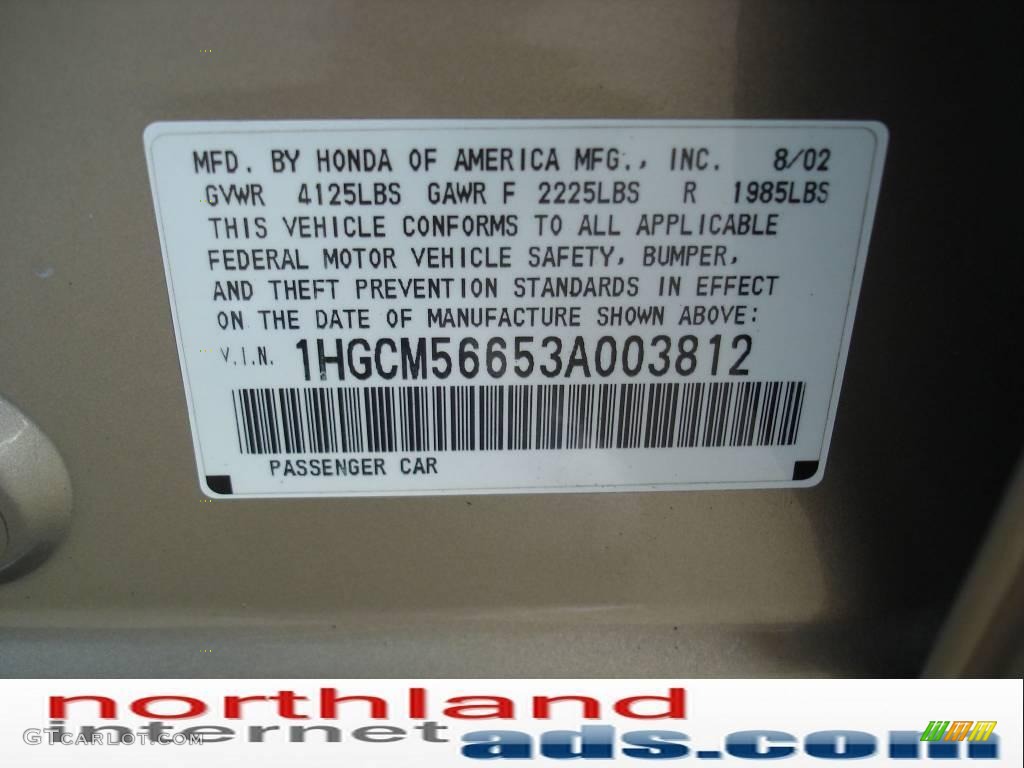 MFD. BY HONDA OF AMERICA MFG., INC. 8/02
GVWR 4125LBS GAWR F 2225LBS R 1985LBS
THIS VEHICLE CONFORMS TO ALL APPLICABLE
FEDERAL MOTOR VEHICLE SAFETY, BUMPER,
AND THEFT PREVENTION STANDARDS IN EFFECT
ON THE DATE OF MANUFACTURE SHOWN ABOVE:
V.I.N. 1HGCM56653A003812
PASSENGER CAR
northland
internet
ads.com
GTCARLOT.COM